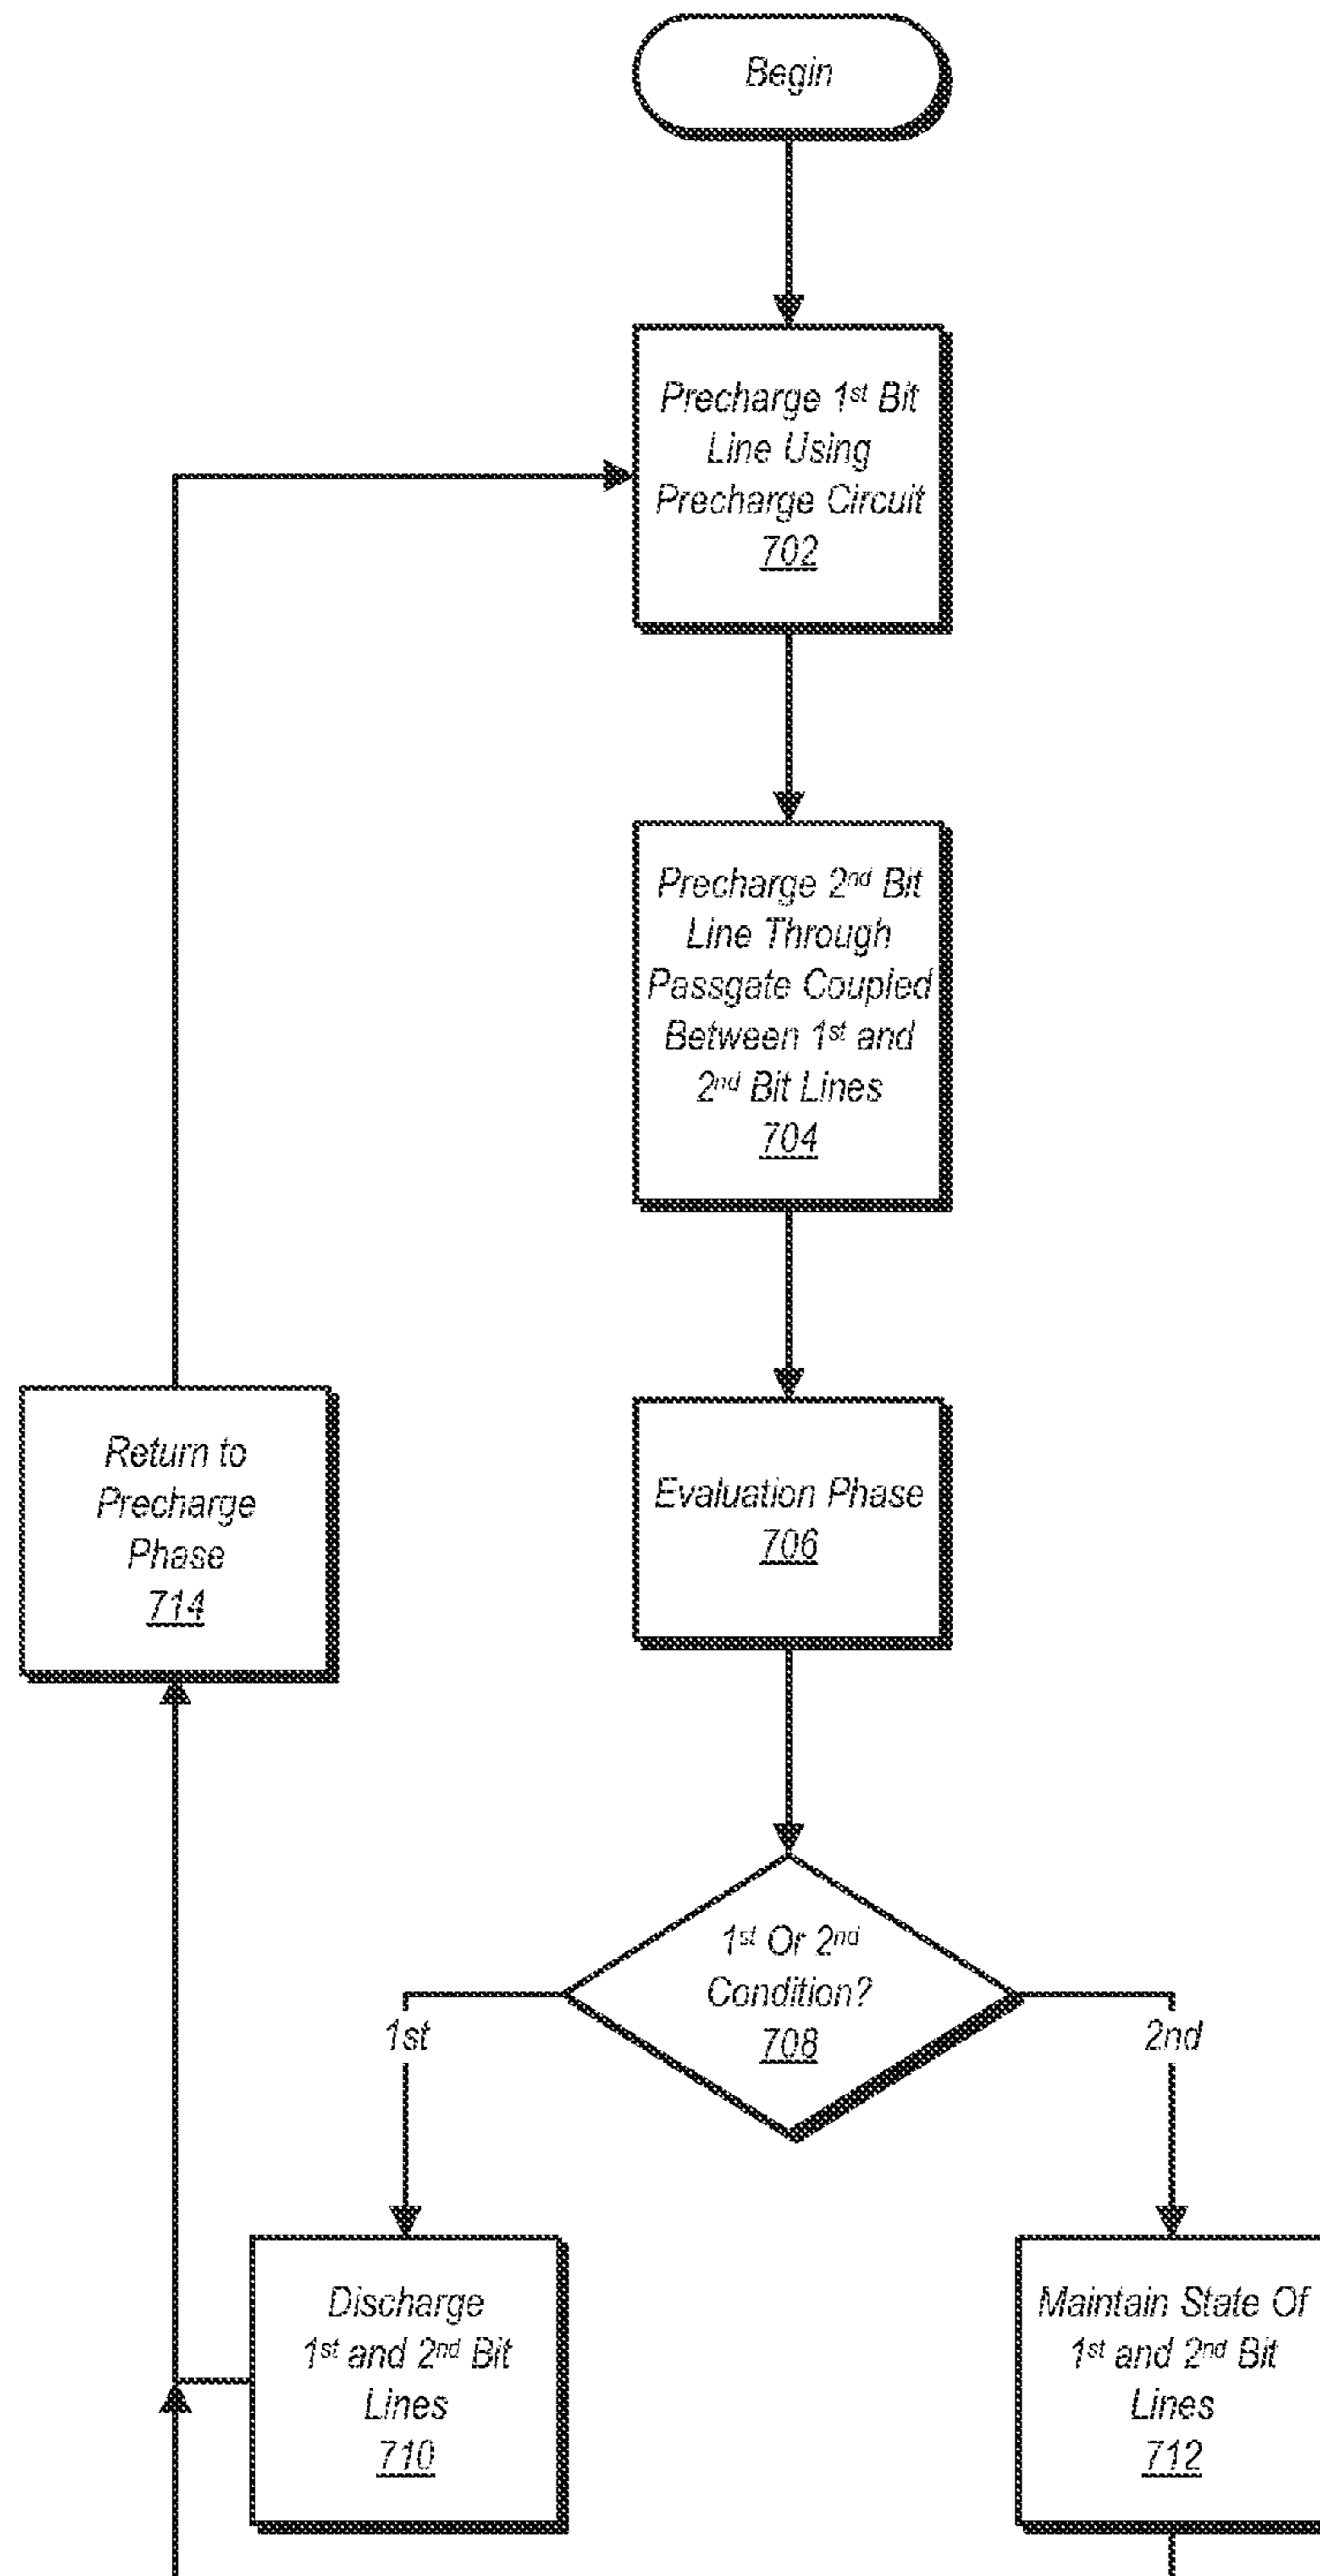 Begin
Precharge 1st Bit
Line Using
Precharge Circuit
702
Precharge 2nd Bit
Line Through
Passgate Coupled
Between 1st and
2nd Bit Lines
704
Return to
Precharge
Phase
714
Evaluation Phase
706
1st Or 2nd
Condition?
708
1st
2nd
Discharge
1st and 2nd Bit
Lines
710
Maintain State Of
1st and 2nd Bit
Lines
712